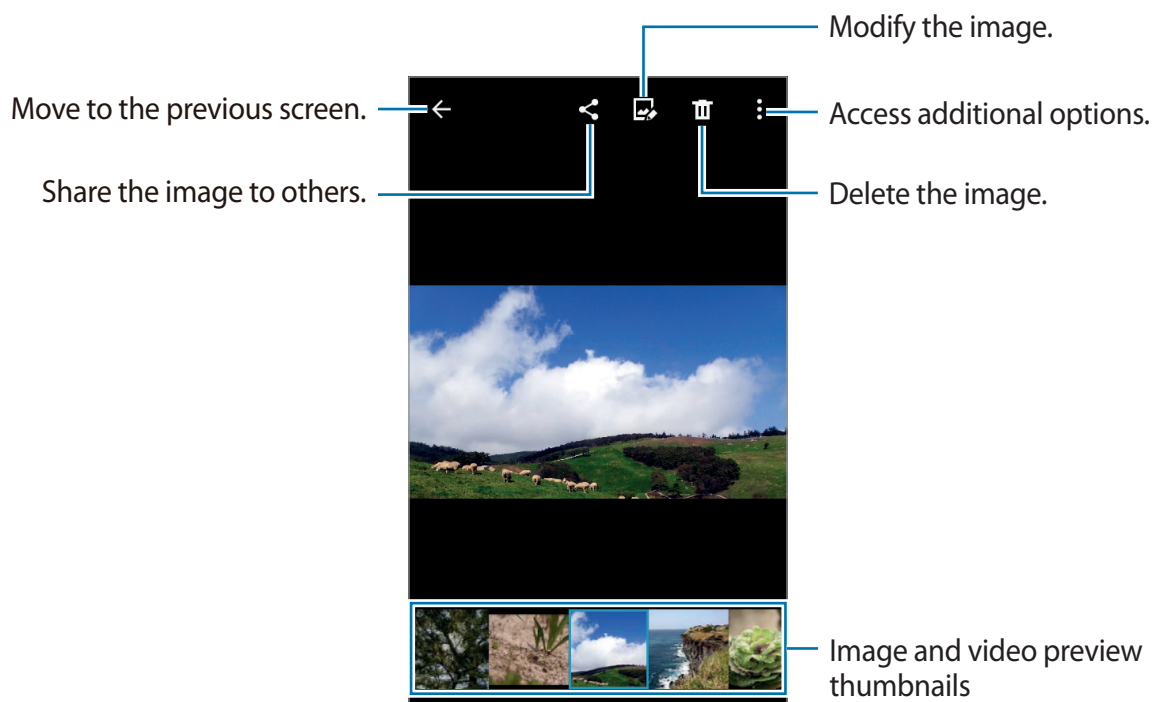 Modify the image.
Move to the previous screen.
Access additional options.
Share the image to others.
Delete the image.
Image and video preview
thumbnails